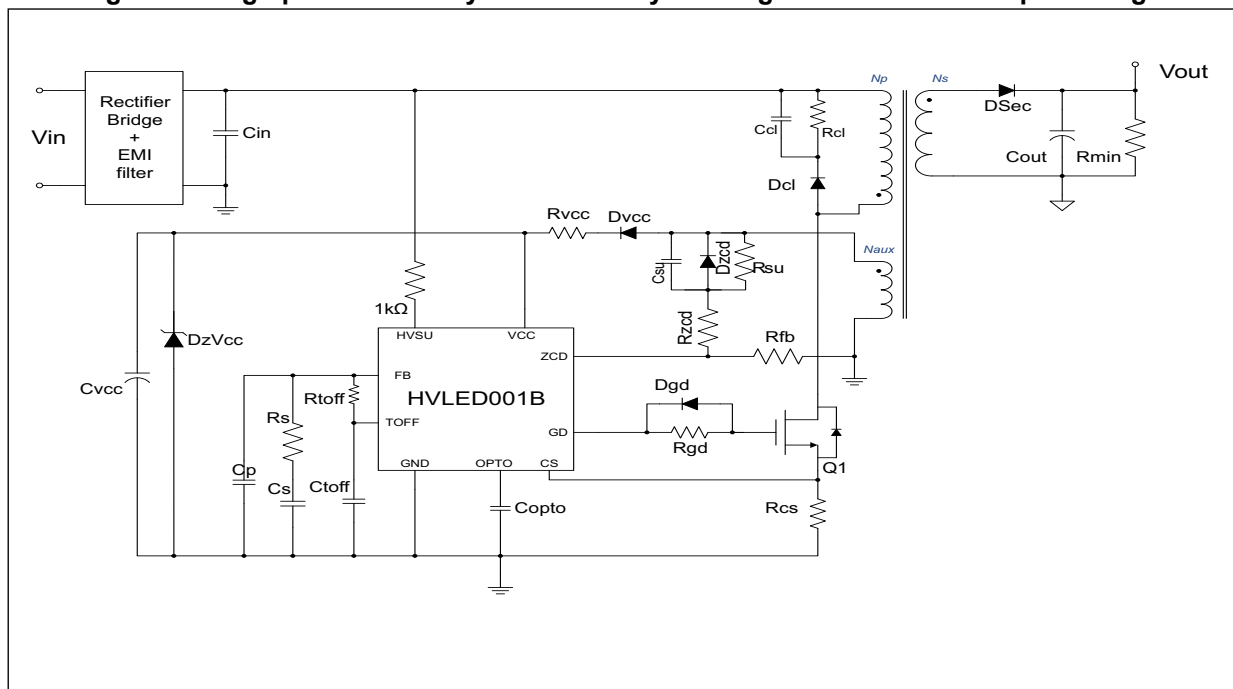 Np
Ns
Vout
Rectifier
Bridge
+
EMI
filter
Vin
Cin
Ccl
Rcl
DSec
Cout
Rmin
Dcl
Rvcc
Dvcc
Naux
Csu
Dzcd
Rsu
1kΩ
Rzcd
DzVcc
HVSU
VCC
ZCD
Rfb
Cvcc
FB
Rtoff
HVLED001B
Dgd
Rs
TOFF
GD
Rgd
Q1
Cp
Cs
Ctoff
GND
OPTO
CS
Copto
Rcs